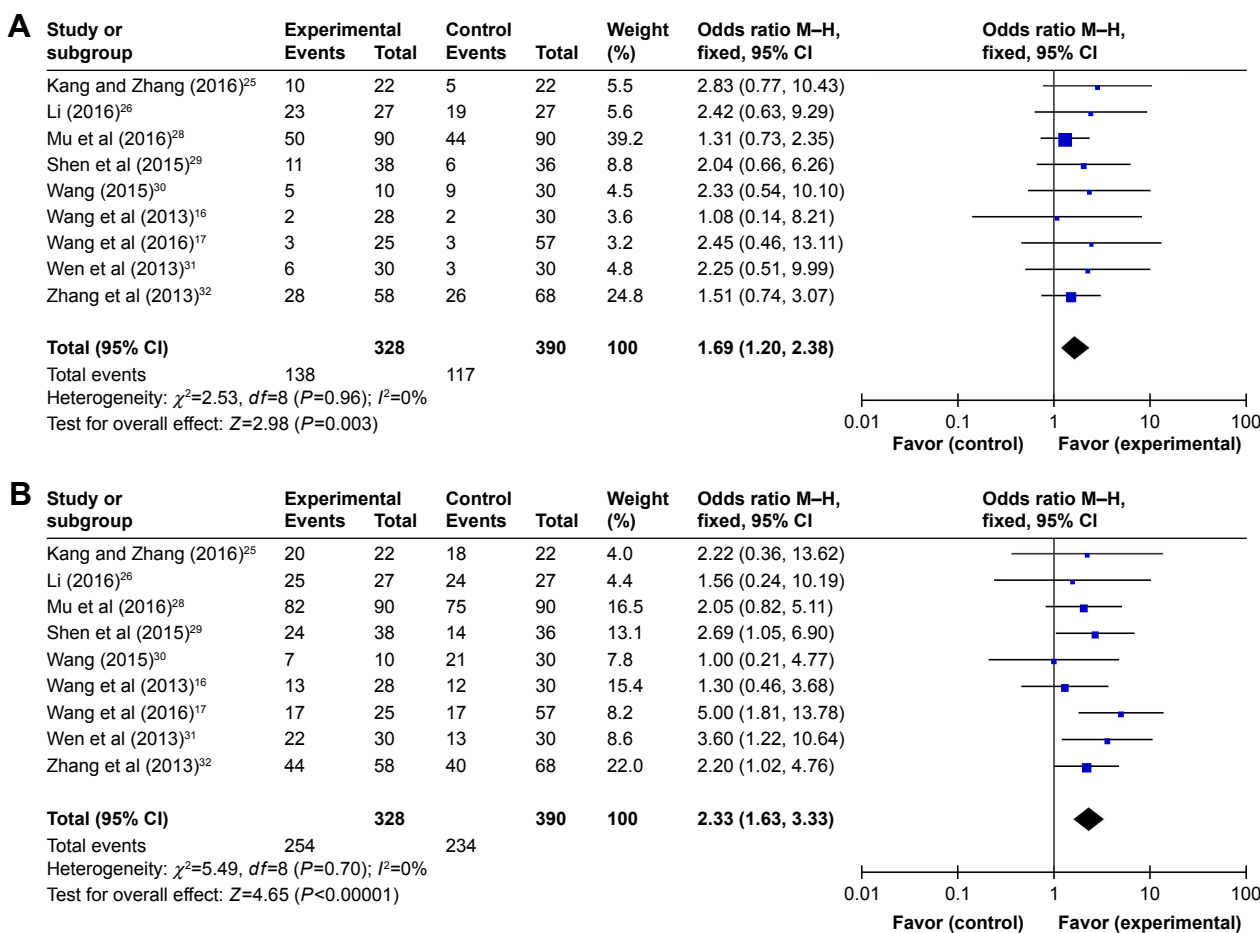 A
Study or Experimental Control Weight Odds ratio M–H, Odds ratio M–H,
subgroup Events Total Events Total (%) fixed, 95% CI fixed, 95% CI
Kang and Zhang (2016)²⁵ 10 22 5 22 5.5 2.83 (0.77, 10.43)
Li (2016)²⁶ 23 27 19 27 5.6 2.42 (0.63, 9.29)
Mu et al (2016)²⁸ 50 90 44 90 39.2 1.31 (0.73, 2.35)
Shen et al (2015)²⁹ 11 38 6 36 8.8 2.04 (0.66, 6.26)
Wang (2015)³⁰ 5 10 9 30 4.5 2.33 (0.54, 10.10)
Wang et al (2013)¹⁶ 2 28 2 30 3.6 1.08 (0.14, 8.21)
Wang et al (2016)¹⁷ 3 25 3 57 3.2 2.45 (0.46, 13.11)
Wen et al (2013)³¹ 6 30 3 30 4.8 2.25 (0.51, 9.99)
Zhang et al (2013)³² 28 58 26 68 24.8 1.51 (0.74, 3.07)
Total (95% CI) 328 390 100 1.69 (1.20, 2.38)
Total events 138 117
Heterogeneity: χ²=2.53, df=8 (P=0.96); I²=0%
Test for overall effect: Z=2.98 (P=0.003)
0.01 0.1 1 10 100
Favor (control) Favor (experimental)
B
Study or Experimental Control Weight Odds ratio M–H, Odds ratio M–H,
subgroup Events Total Events Total (%) fixed, 95% CI fixed, 95% CI
Kang and Zhang (2016)²⁵ 20 22 18 22 4.0 2.22 (0.36, 13.62)
Li (2016)²⁶ 25 27 24 27 4.4 1.56 (0.24, 10.19)
Mu et al (2016)²⁸ 82 90 75 90 16.5 2.05 (0.82, 5.11)
Shen et al (2015)²⁹ 24 38 14 36 13.1 2.69 (1.05, 6.90)
Wang (2015)³⁰ 7 10 21 30 7.8 1.00 (0.21, 4.77)
Wang et al (2013)¹⁶ 13 28 12 30 15.4 1.30 (0.46, 3.68)
Wang et al (2016)¹⁷ 17 25 17 57 8.2 5.00 (1.81, 13.78)
Wen et al (2013)³¹ 22 30 13 30 8.6 3.60 (1.22, 10.64)
Zhang et al (2013)³² 44 58 40 68 22.0 2.20 (1.02, 4.76)
Total (95% CI) 328 390 100 2.33 (1.63, 3.33)
Total events 254 234
Heterogeneity: χ²=5.49, df=8 (P=0.70); I²=0%
Test for overall effect: Z=4.65 (P<0.00001)
0.01 0.1 1 10 100
Favor (control) Favor (experimental)